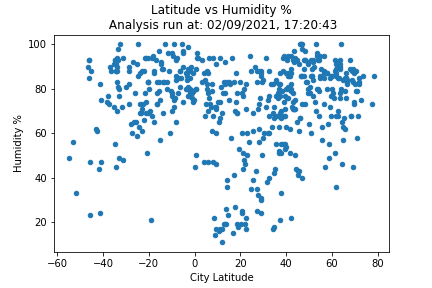 Latitude vs Humidity %
Analysis run at: 02/09/2021, 17:20:43
100
80
60
40
20
Humidity %
−60 −40 −20 0 20 40 60 80
City Latitude